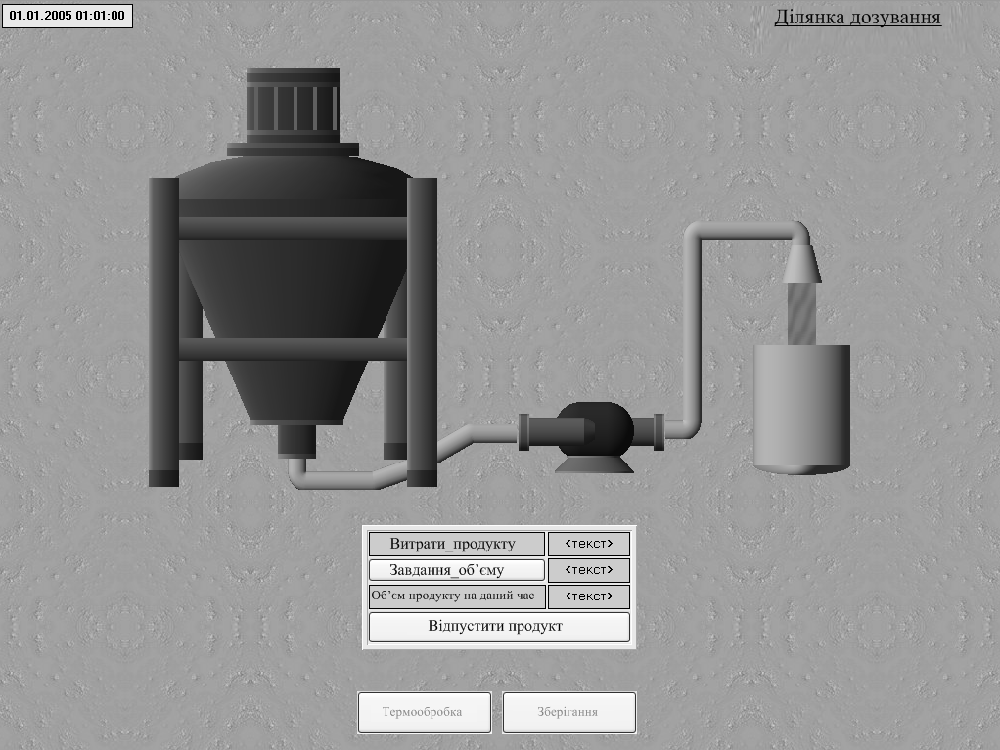 01.01.2005 01:01:00
Ділянка дозування
Витрати_продукту <текст>
Завдання_об’єму <текст>
Об’єм продукту на даний час <текст>
Відпустити продукт
Термообробка Зберігання